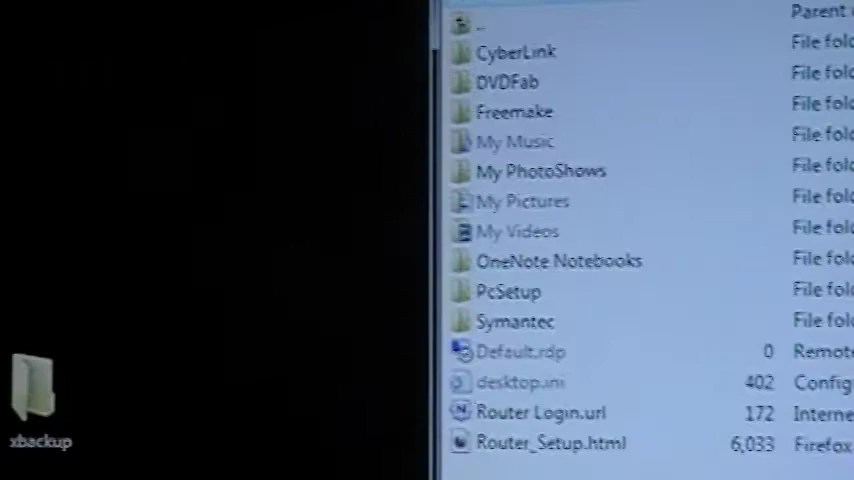 Parent
..
CyberLink File fold
DVDFab File fold
Freemake File fold
My Music File fold
My PhotoShows File fold
My Pictures File fold
My Videos File fold
OneNote Notebooks File fold
PcSetup File fold
Symantec File fold
Default.rdp 0 Remote
desktop.ini 402 Config
Router Login.url 172 Interne
Router_Setup.html 6,033 Firefox
xbackup